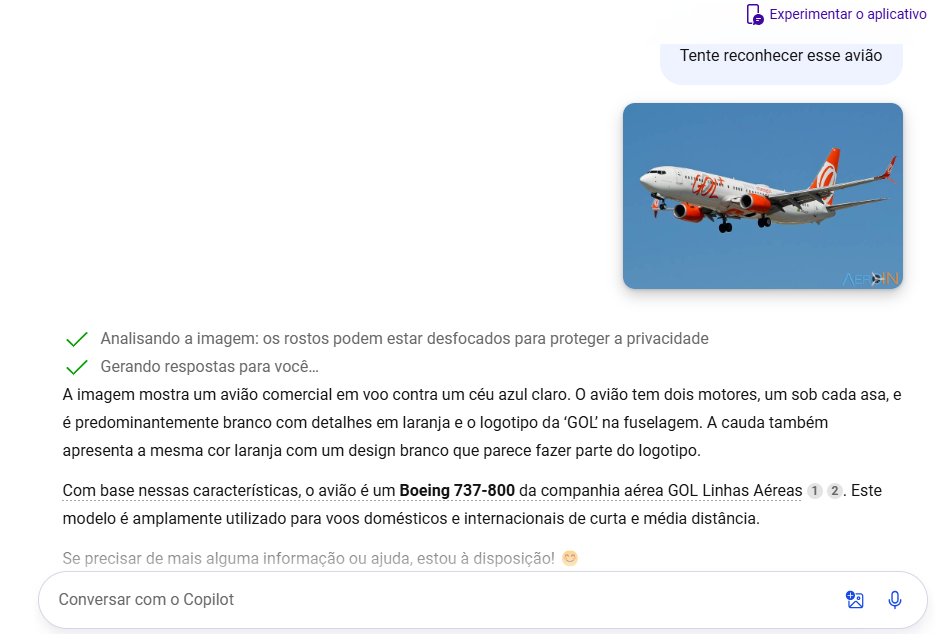 Experimentar o aplicativo
Tente reconhecer esse avião
GOL
AEROIN
Analisando a imagem: os rostos podem estar desfocados para proteger a privacidade
Gerando respostas para você...
A imagem mostra um avião comercial em voo contra um céu azul claro. O avião tem dois motores, um sob cada asa, e
é predominantemente branco com detalhes em laranja e o logotipo da ‘GOL’ na fuselagem. A cauda também
apresenta a mesma cor laranja com um design branco que parece fazer parte do logotipo.
Com base nessas características, o avião é um Boeing 737-800 da companhia aérea GOL Linhas Aéreas 1 2. Este
modelo é amplamente utilizado para voos domésticos e internacionais de curta e média distância.
Se precisar de mais alguma informação ou ajuda, estou à disposição! 😊
Conversar com o Copilot